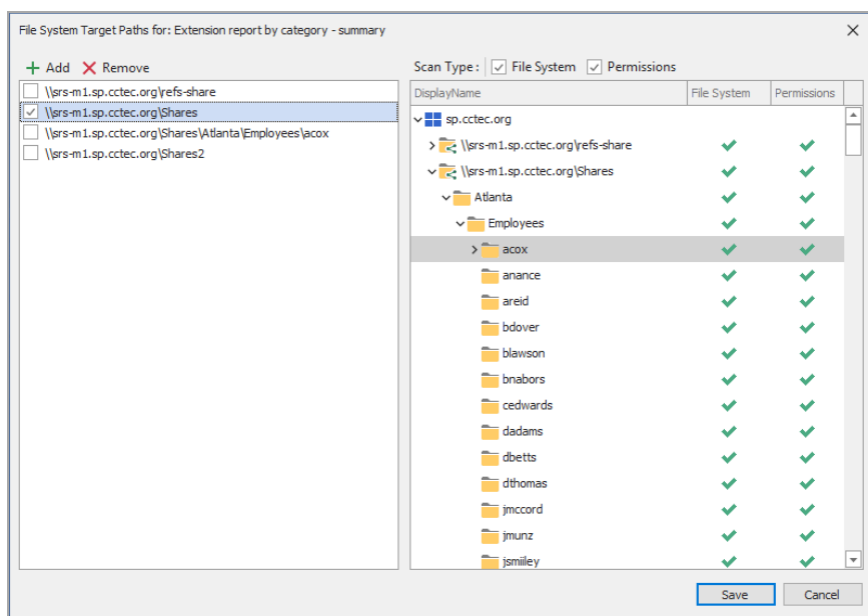 File System Target Paths for: Extension report by category - summary
Add Remove
\\srs-m1.sp.cctec.org\refs-share
\\srs-m1.sp.cctec.org\Shares
\\srs-m1.sp.cctec.org\Shares\Atlanta\Employees\acox
\\srs-m1.sp.cctec.org\Shares2
Scan Type : File System Permissions
DisplayName File System Permissions
sp.cctec.org
\\srs-m1.sp.cctec.org\refs-share
\\srs-m1.sp.cctec.org\Shares
Atlanta
Employees
acox
anance
areid
bdover
blawson
bnabors
cedwards
dadams
dbetts
dthomas
jmccord
jmunz
jsmiley
Save Cancel